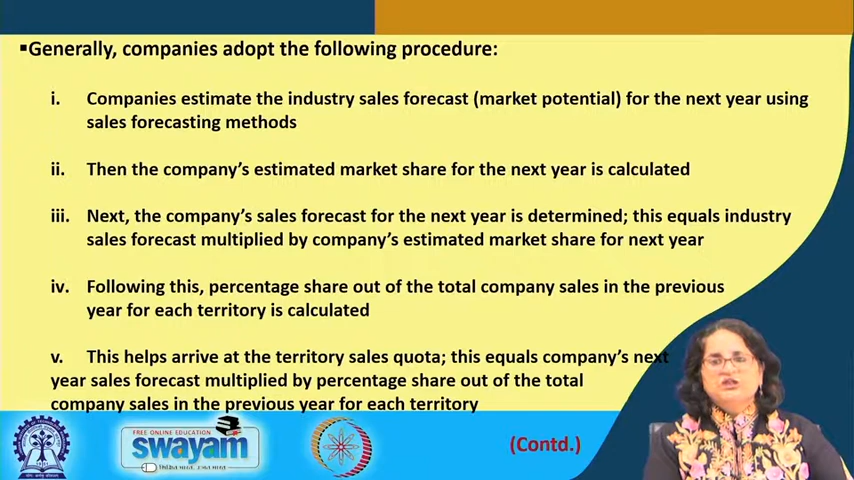 ▪Generally, companies adopt the following procedure:
i. Companies estimate the industry sales forecast (market potential) for the next year using
sales forecasting methods
ii. Then the company's estimated market share for the next year is calculated
iii. Next, the company's sales forecast for the next year is determined; this equals industry
sales forecast multiplied by company's estimated market share for next year
iv. Following this, percentage share out of the total company sales in the previous
year for each territory is calculated
v. This helps arrive at the territory sales quota; this equals company's next
year sales forecast multiplied by percentage share out of the total
company sales in the previous year for each territory
FREE ONLINE EDUCATION
swayam
(Contd.)